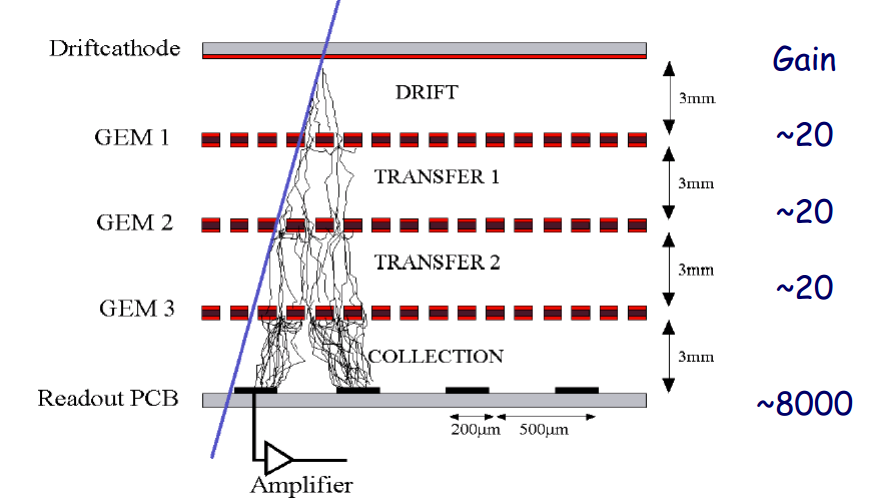 Driftcathode
Gain
DRIFT
3mm
GEM 1
~20
TRANSFER 1
3mm
GEM 2
~20
TRANSFER 2
3mm
~20
GEM 3
COLLECTION
3mm
Readout PCB
~8000
200µm
500µm
Amplifier